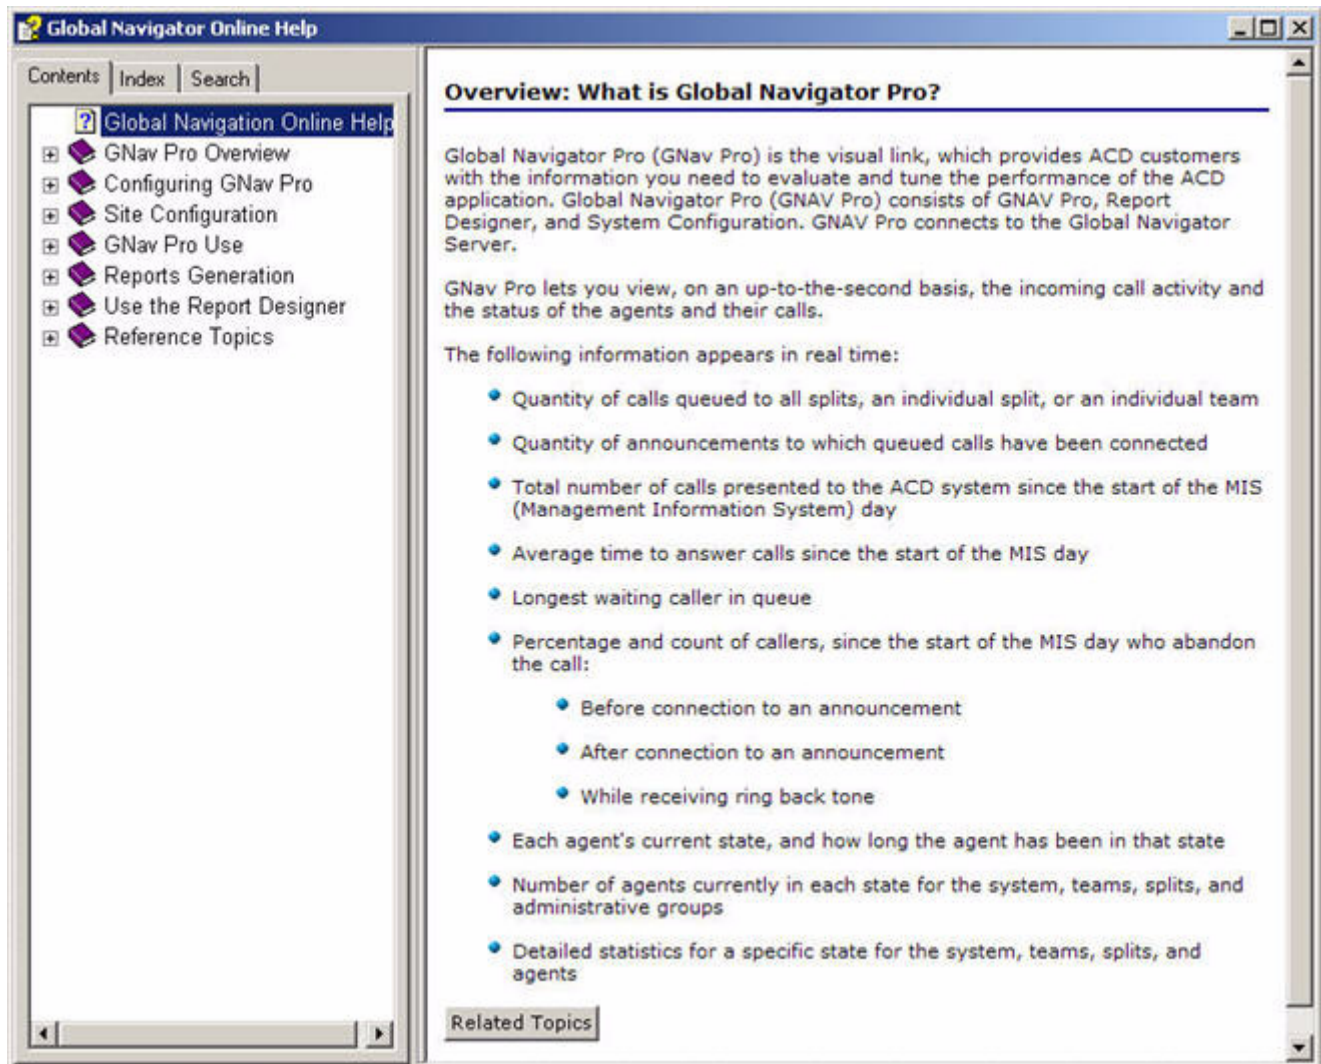 Global Navigator Online Help
Contents
Index
Search
Global Navigation Online Help
GNav Pro Overview
Configuring GNav Pro
Site Configuration
GNav Pro Use
Reports Generation
Use the Report Designer
Reference Topics
Overview: What is Global Navigator Pro?
Global Navigator Pro (GNav Pro) is the visual link, which provides ACD customers
with the information you need to evaluate and tune the performance of the ACD
application. Global Navigator Pro (GNAV Pro) consists of GNAV Pro, Report
Designer, and System Configuration. GNAV Pro connects to the Global Navigator
Server.
GNav Pro lets you view, on an up-to-the-second basis, the incoming call activity and
the status of the agents and their calls.
The following information appears in real time:
Quantity of calls queued to all splits, an individual split, or an individual team
Quantity of announcements to which queued calls have been connected
Total number of calls presented to the ACD system since the start of the MIS
(Management Information System) day
Average time to answer calls since the start of the MIS day
Longest waiting caller in queue
Percentage and count of callers, since the start of the MIS day who abandon
the call:
Before connection to an announcement
After connection to an announcement
While receiving ring back tone
Each agent's current state, and how long the agent has been in that state
Number of agents currently in each state for the system, teams, splits, and
administrative groups
Detailed statistics for a specific state for the system, teams, splits, and
agents
Related Topics